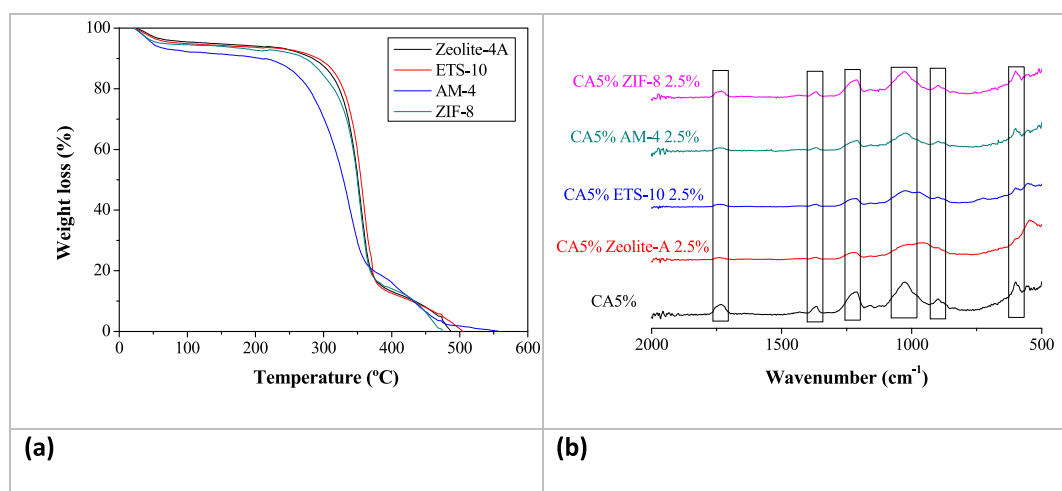 100
80
60
40
20
0
Weight loss (%)
Zeolite-4A
ETS-10
AM-4
ZIF-8
0 100 200 300 400 500 600
Temperature (ºC)
CA5% ZIF-8 2.5%
CA5% AM-4 2.5%
CA5% ETS-10 2.5%
CA5% Zeolite-A 2.5%
CA5%
2000 1500 1000 500
Wavenumber (cm⁻¹)
(a)
(b)